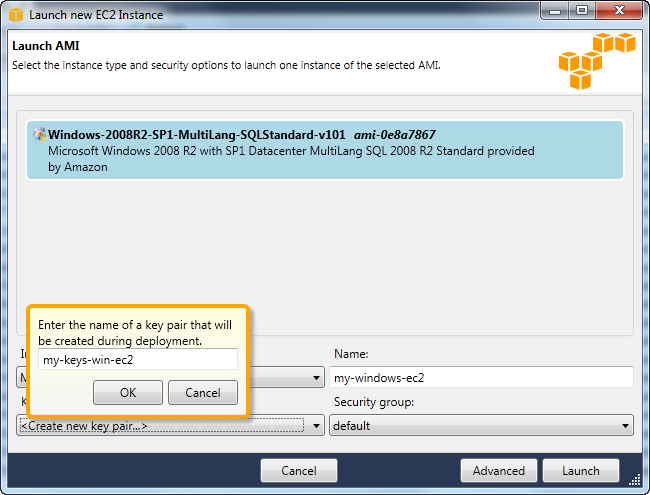 Launch new EC2 Instance
Launch AMI
Select the instance type and security options to launch one instance of the selected AMI.
Windows-2008R2-SP1-MultiLang-SQLStandard-v101 ami-0e8a7867
Microsoft Windows 2008 R2 with SP1 Datacenter MultiLang SQL 2008 R2 Standard provided
by Amazon
Enter the name of a key pair that will
be created during deployment.
my-keys-win-ec2
OK Cancel
Name:
my-windows-ec2
Security group:
<Create new key pair...>
default
Cancel Advanced Launch